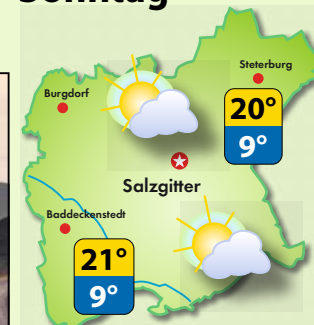 Sonntag
Steterburg
Burgdorf
20°
9°
Salzgitter
Baddeckenstedt
21°
9°